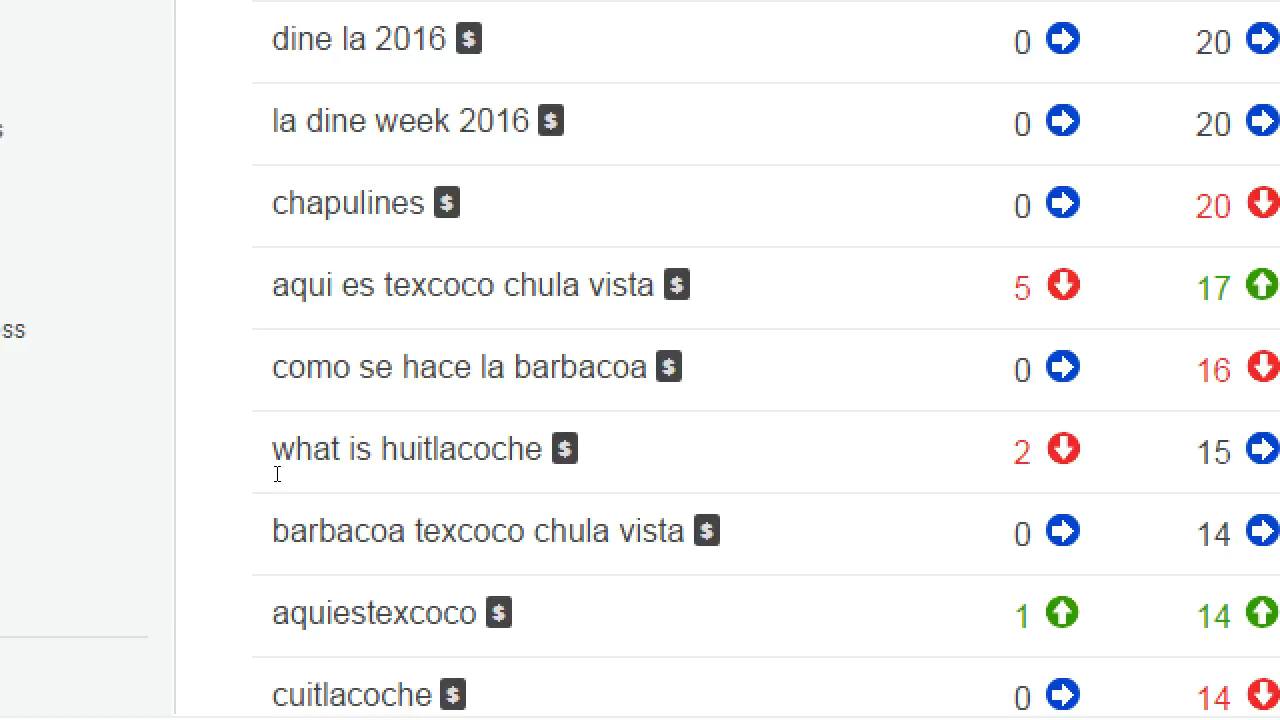 dine la 2016 $ 0 20
la dine week 2016 $ 0 20
s
chapulines $ 0 20
aqui es texcoco chula vista $ 5 17
ss
como se hace la barbacoa $ 0 16
what is huitlacoche $ 2 15
barbacoa texcoco chula vista $ 0 14
aquiestexcoco $ 1 14
cuitlacoche $ 0 14